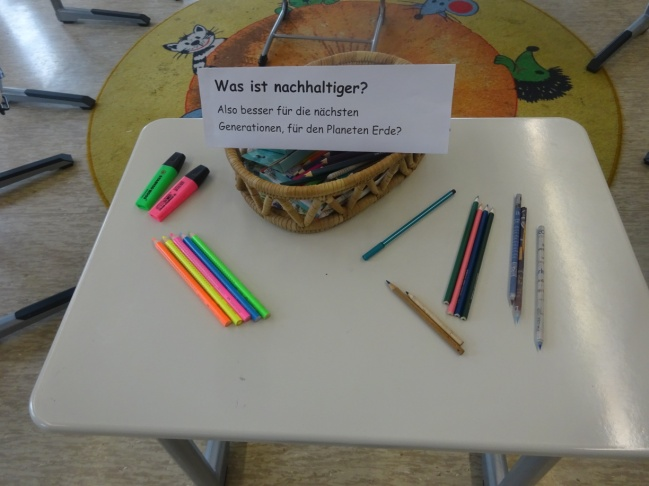 Was ist nachhaltiger?
Also besser für die nächsten
Generationen, für den Planeten Erde?